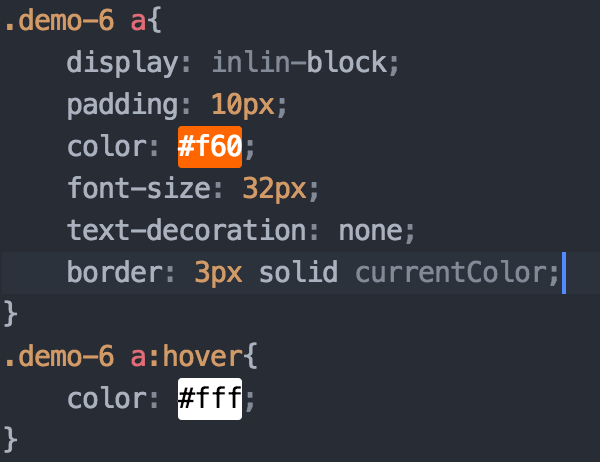 .demo-6 a{
display: inlin-block;
padding: 10px;
color: #f60;
font-size: 32px;
text-decoration: none;
border: 3px solid currentColor;
}
.demo-6 a:hover{
color: #fff;
}